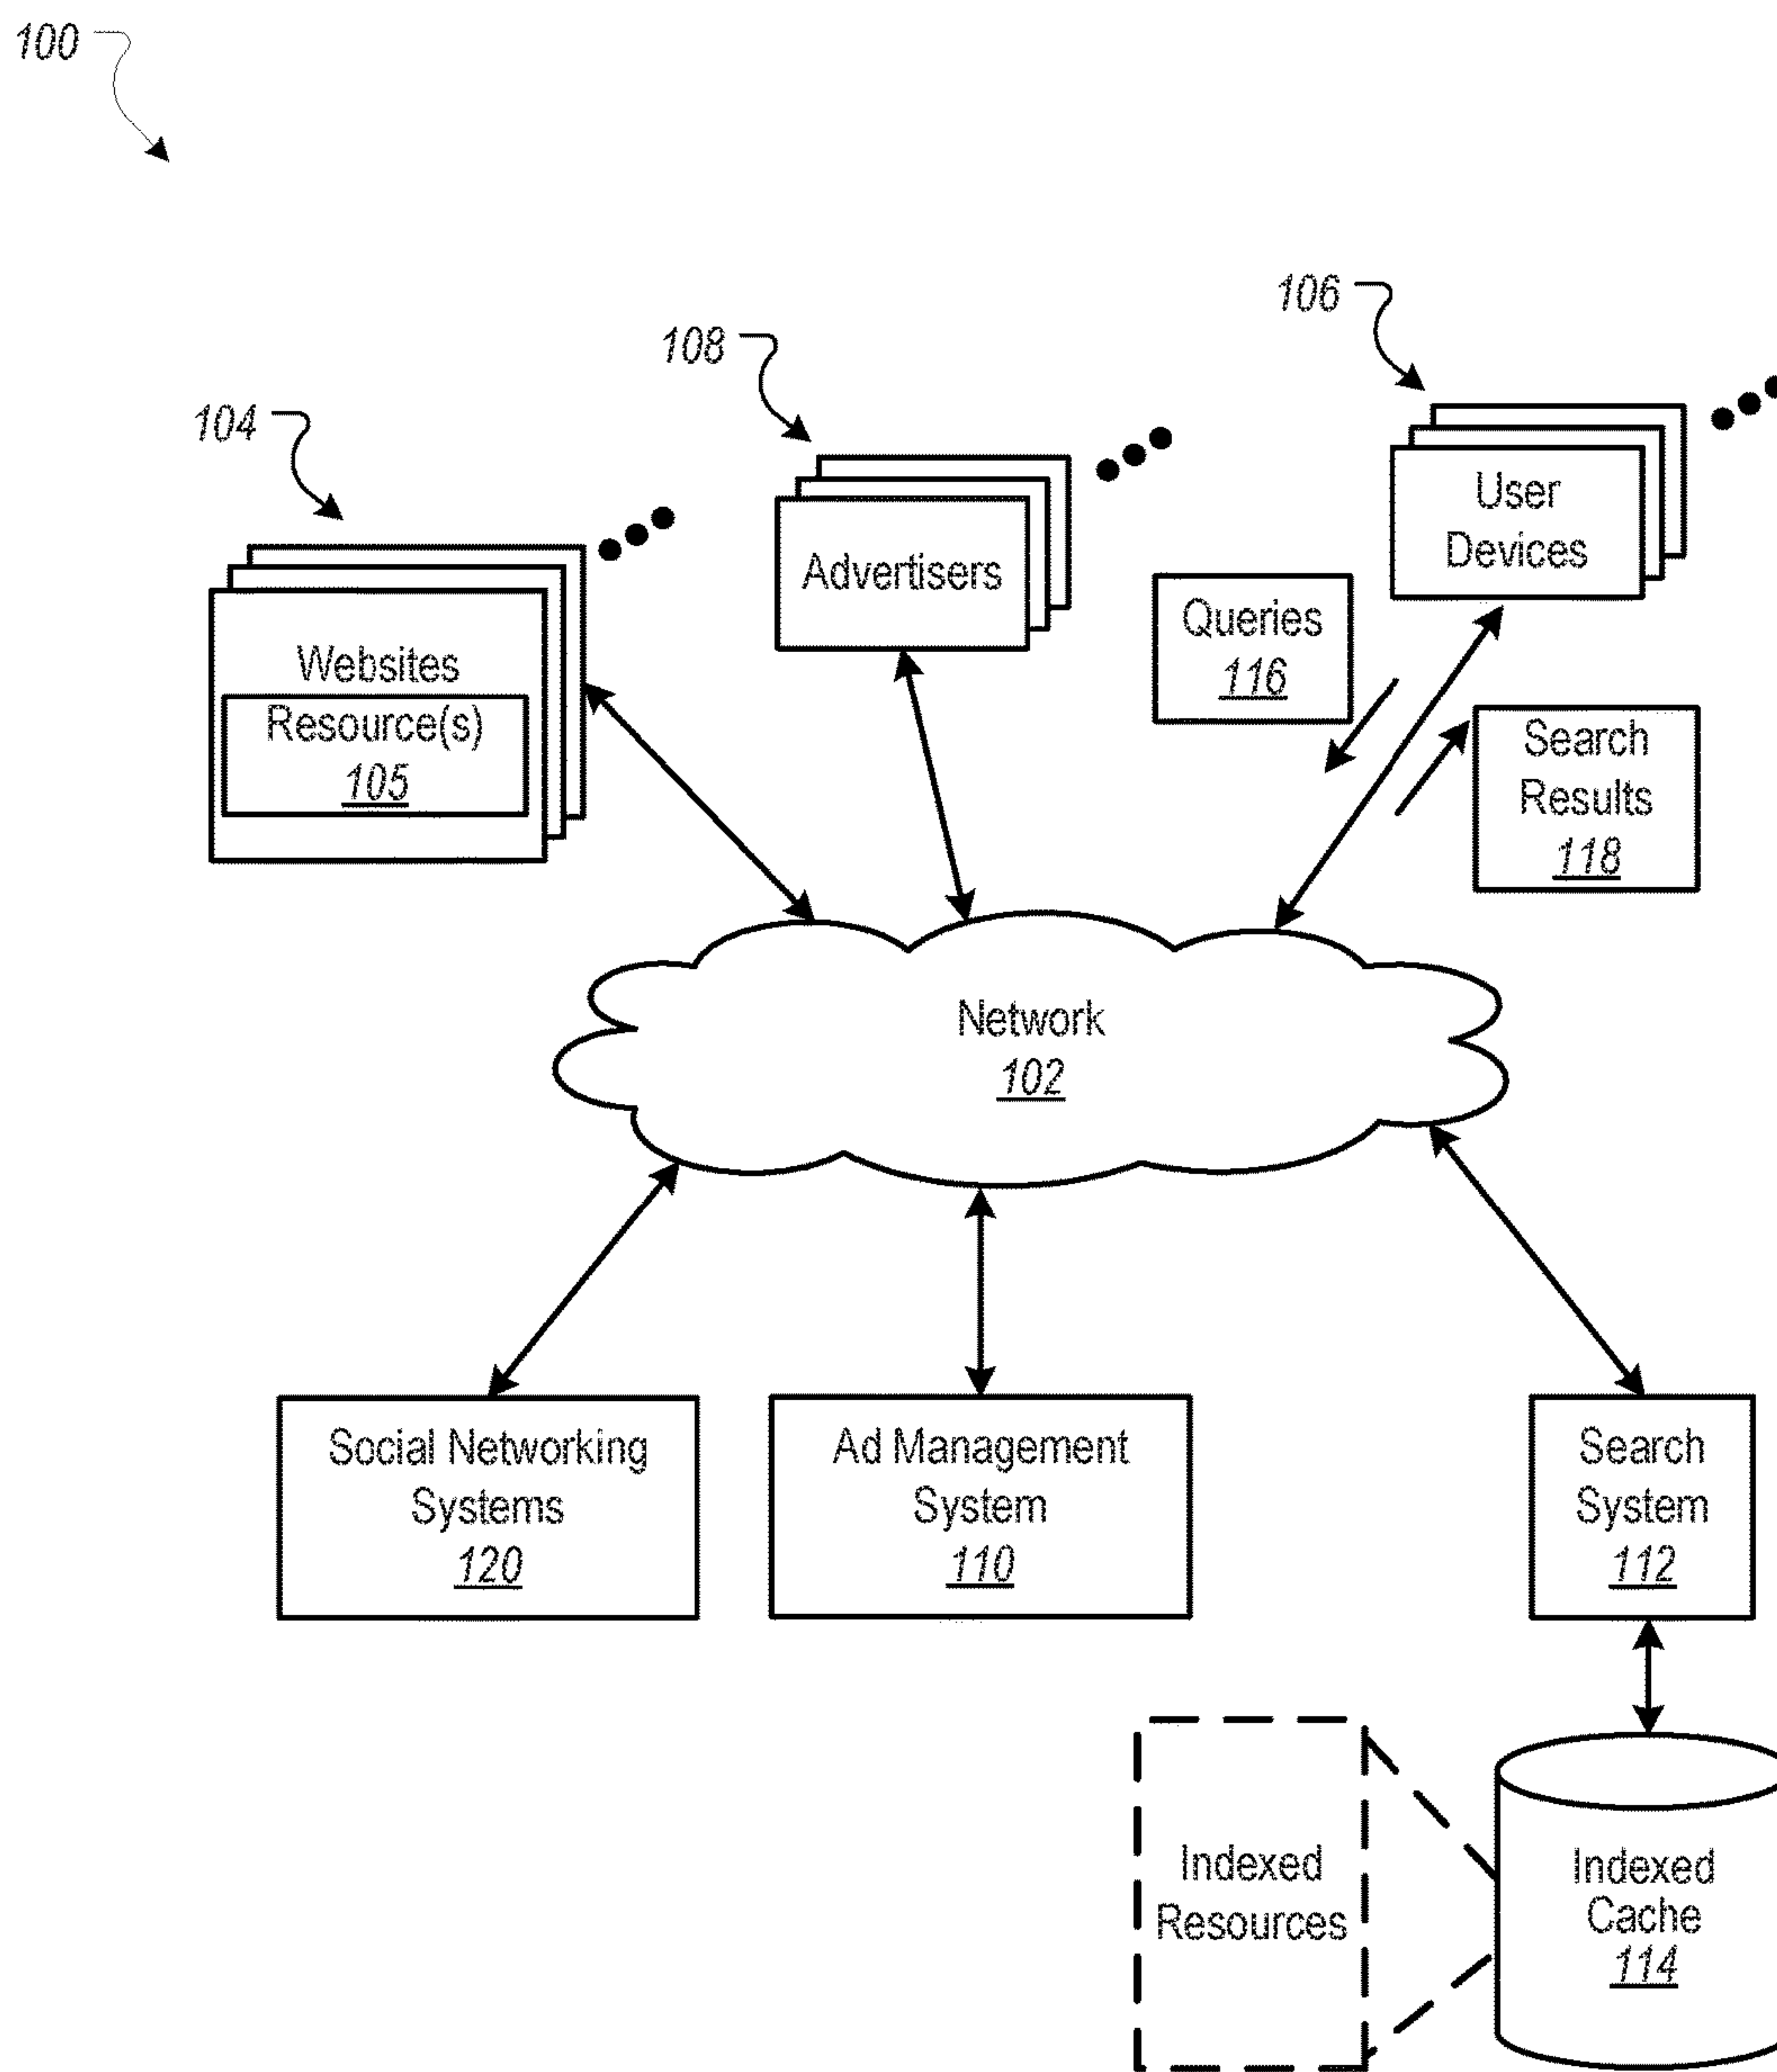 100
106
108
104
User
Devices
Advertisers
Queries
116
Websites
Resource(s)
105
Search
Results
118
Network
102
Social Networking
Systems
120
Ad Management
System
110
Search
System
112
Indexed
Resources
Indexed
Cache
114